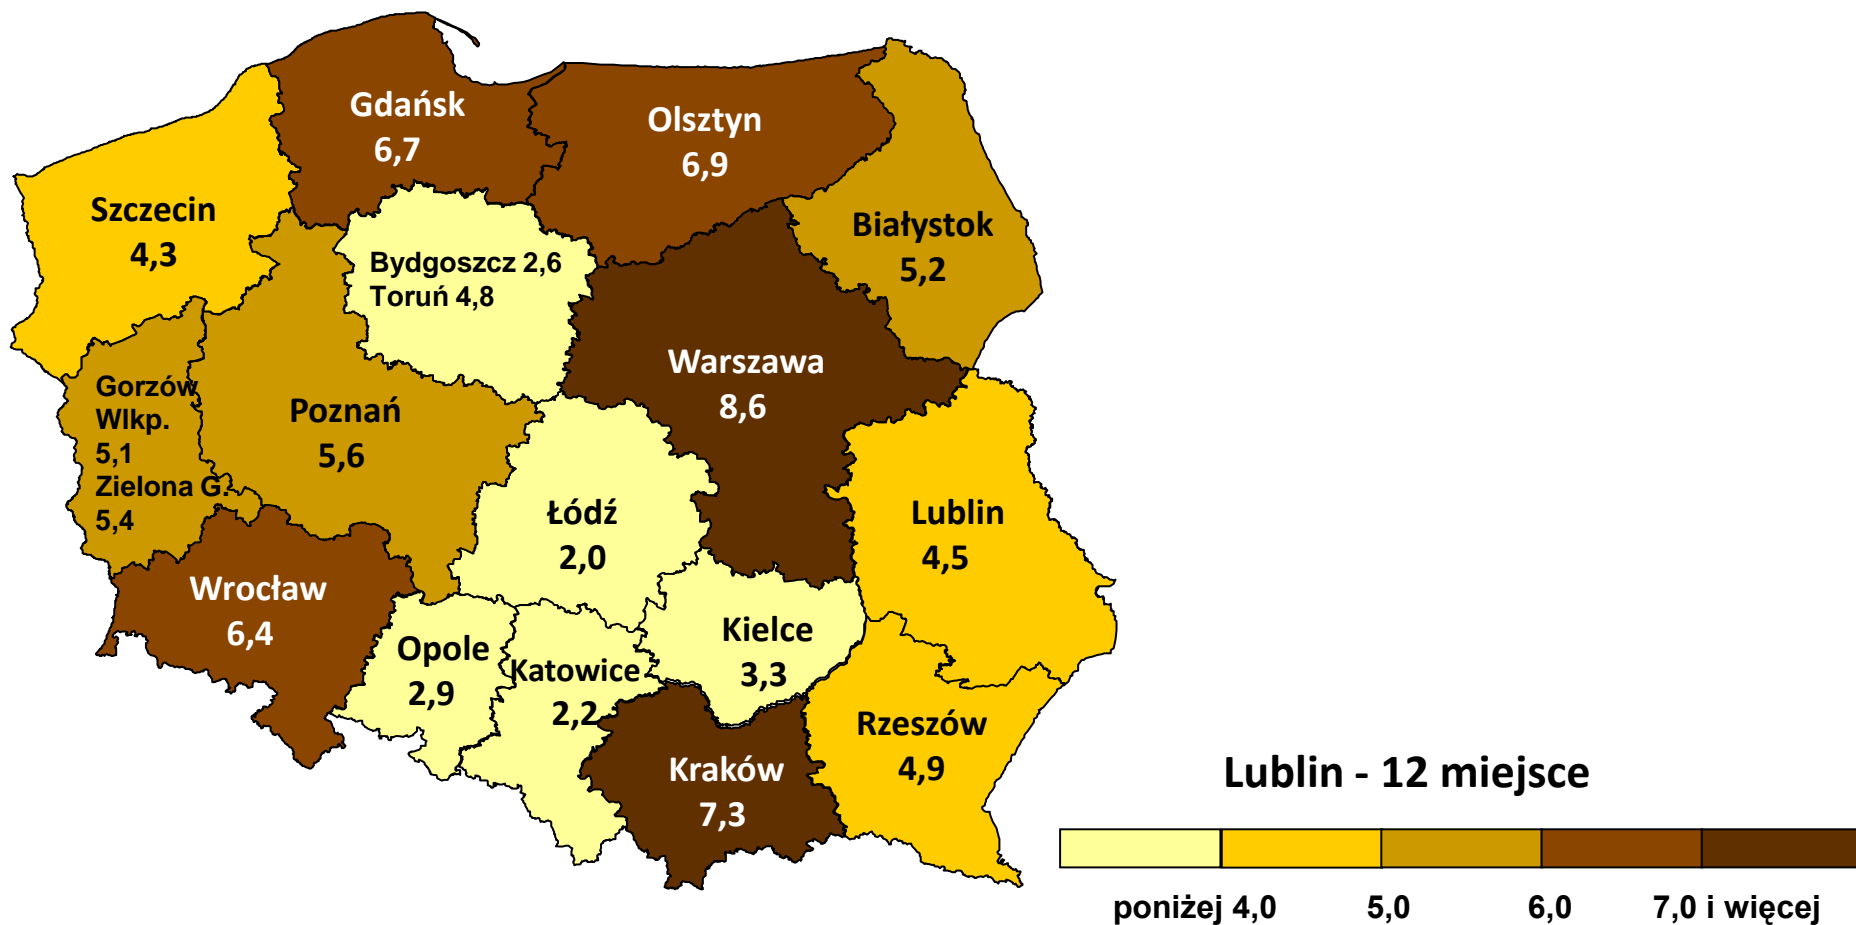 Gdańsk
6,7
Olsztyn
6,9
Szczecin
4,3
Białystok
5,2
Bydgoszcz 2,6
Toruń 4,8
Warszawa
8,6
Gorzów
Wlkp.
5,1
Zielona G.
5,4
Poznań
5,6
Łódź
2,0
Lublin
4,5
Wrocław
6,4
Opole
2,9
Katowice
2,2
Kielce
3,3
Rzeszów
4,9
Kraków
7,3
Lublin - 12 miejsce
poniżej 4,0 5,0 6,0 7,0 i więcej